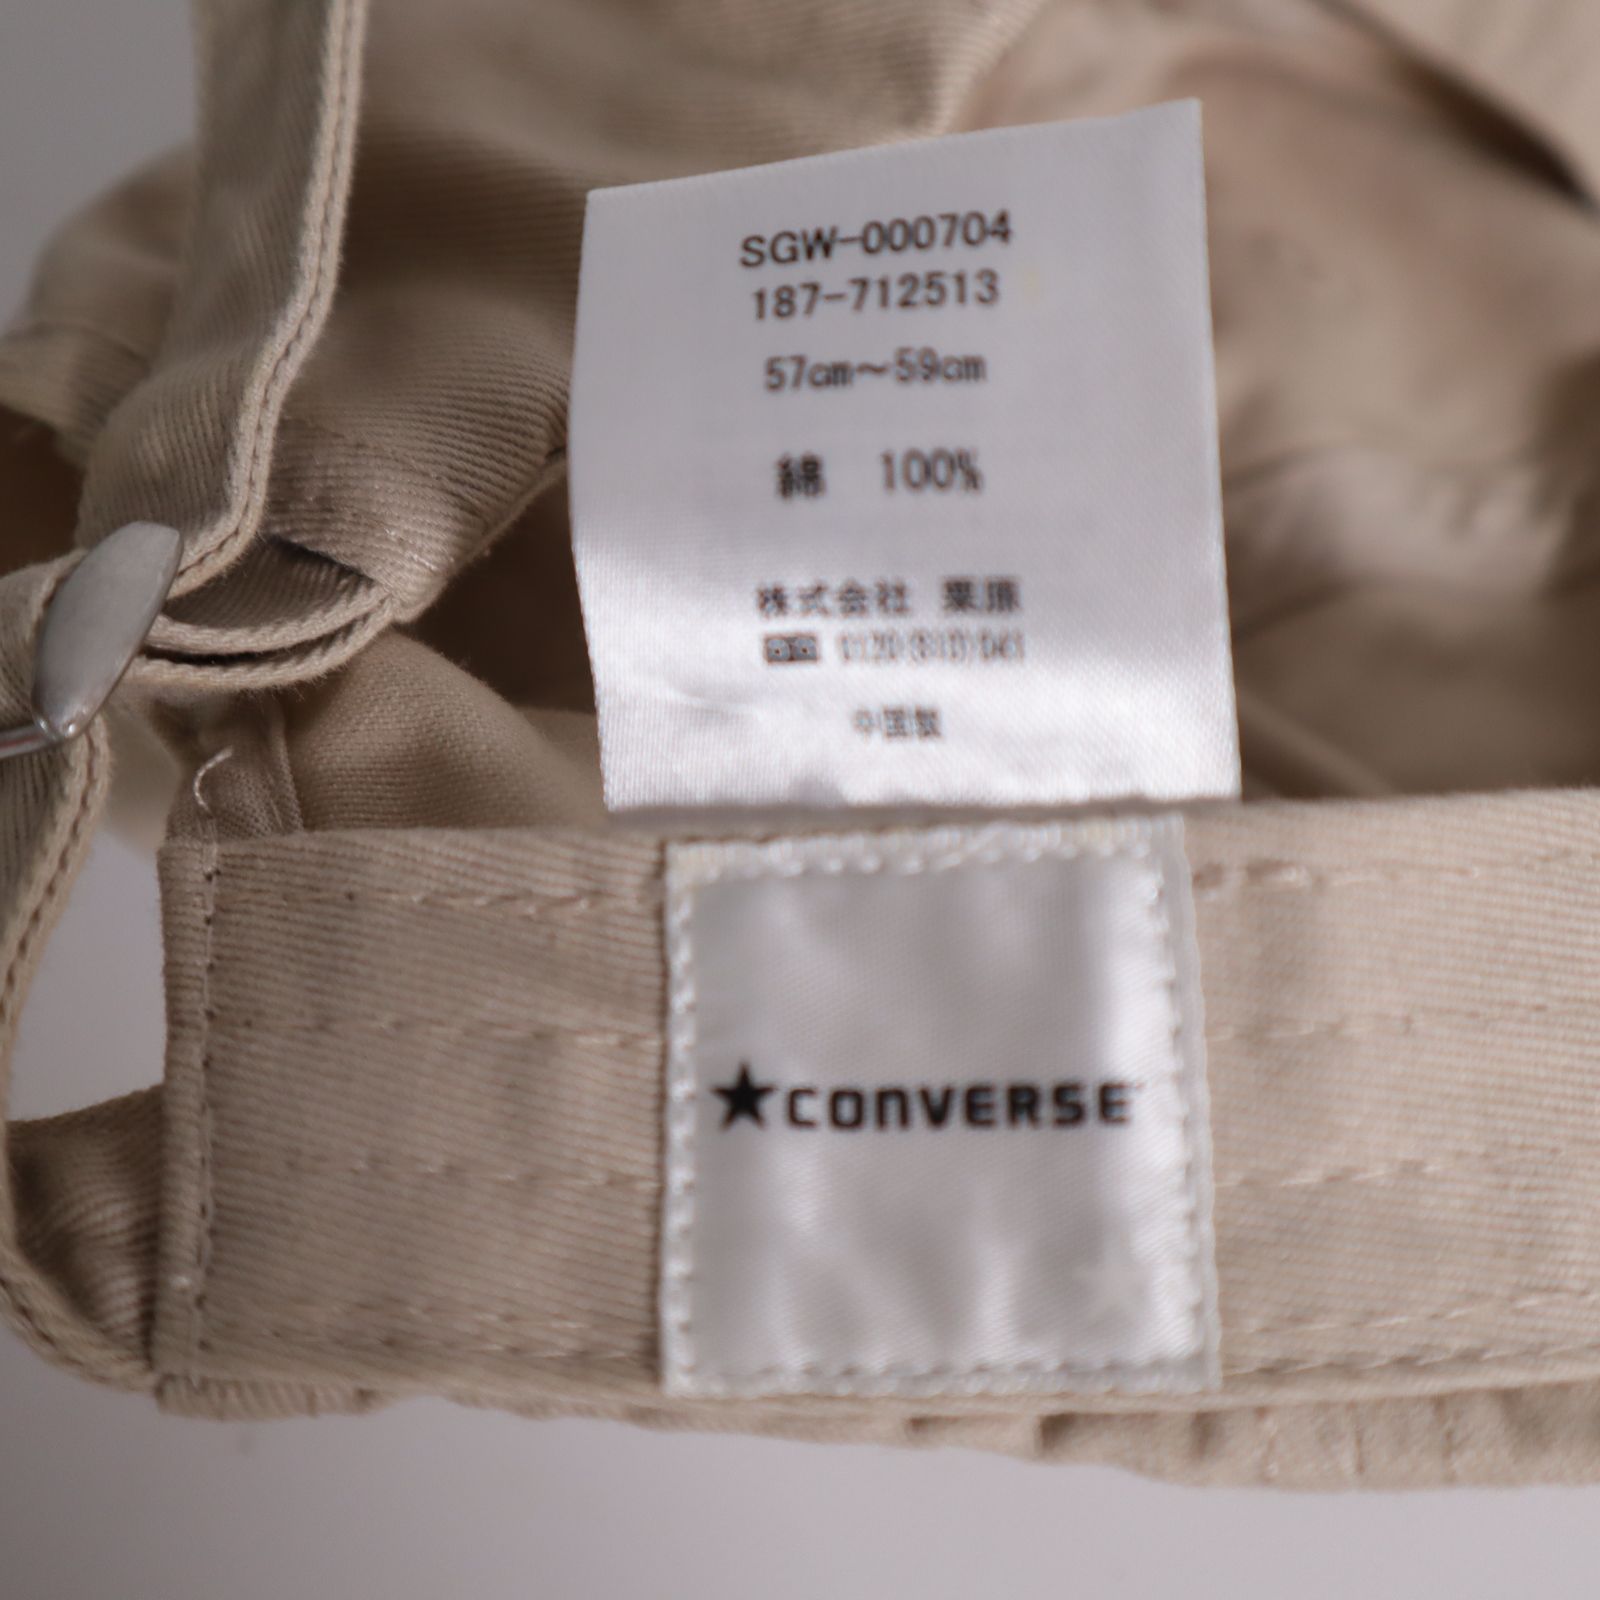 SGW-000704
187-712513
57cm～59cm
綿 100%
株式会社 栗原
中国製
★CONVERSE